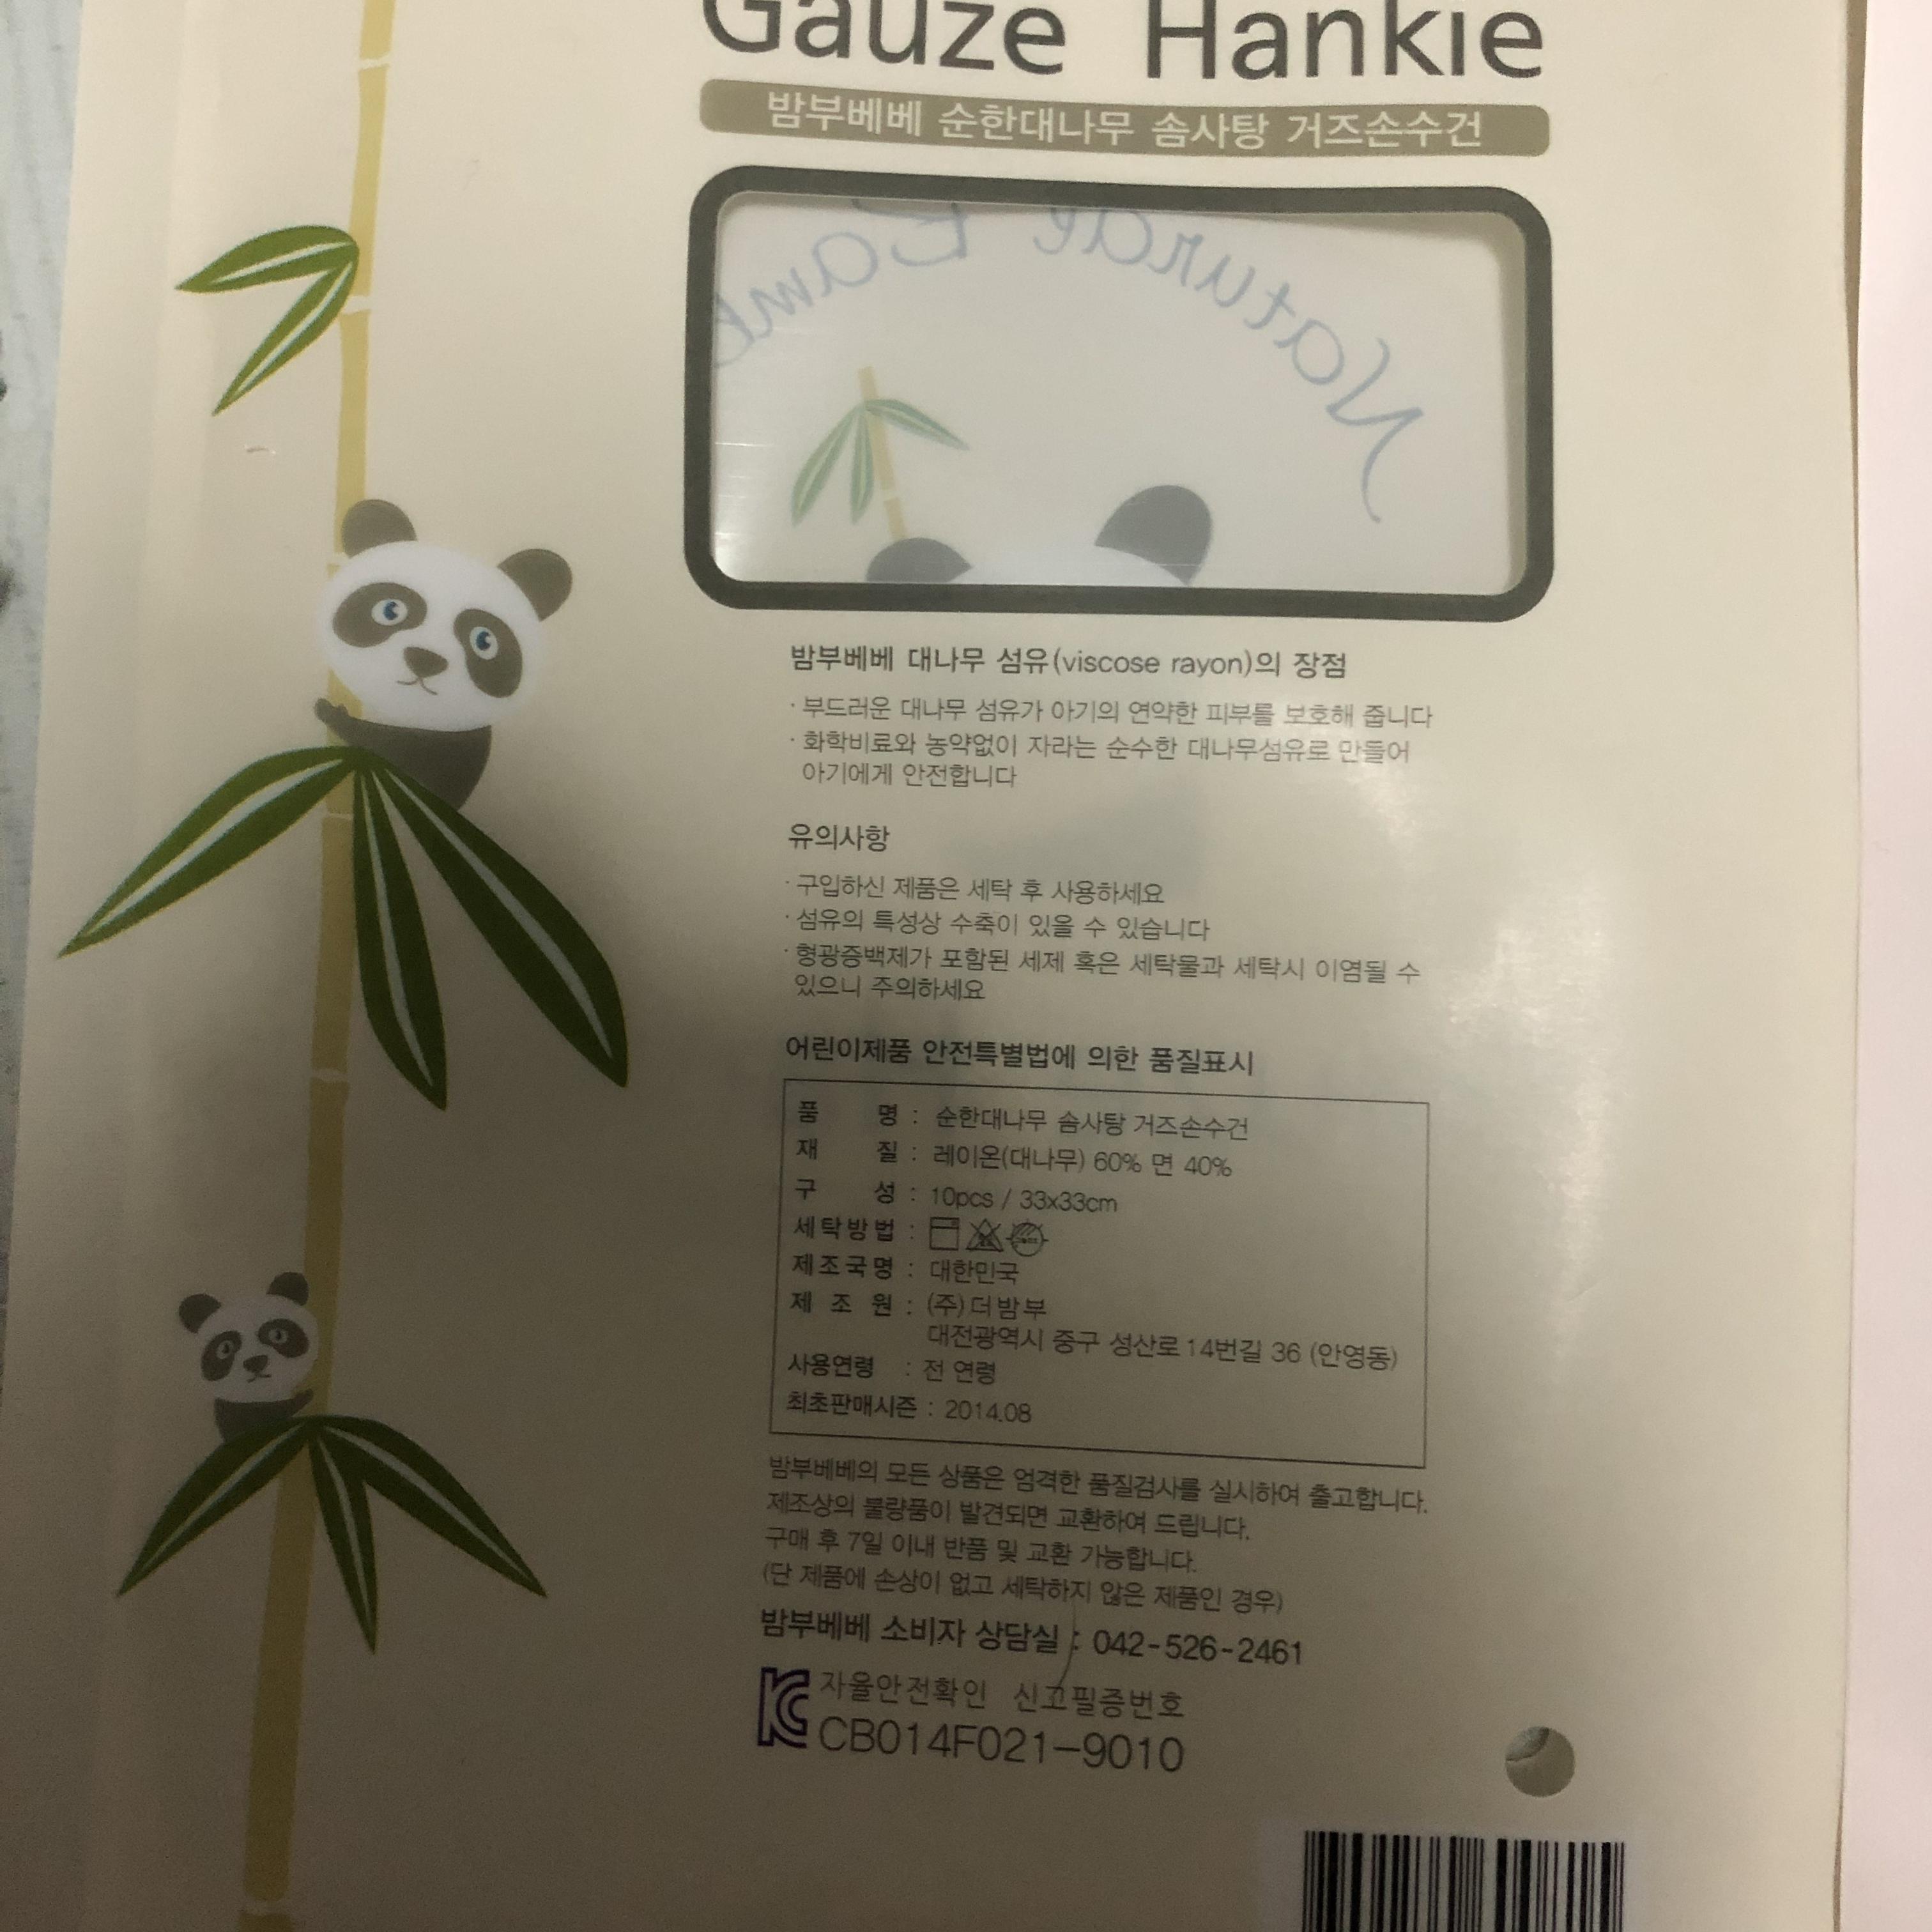 Gauze Hankie
밤부베베 순한대나무 솜사탕 거즈손수건
Natural Bamb
밤부베베 대나무 섬유(viscose rayon)의 장점
· 부드러운 대나무 섬유가 아기의 연약한 피부를 보호해 줍니다
· 화학비료와 농약없이 자라는 순수한 대나무섬유로 만들어
아기에게 안전합니다
유의사항
· 구입하신 제품은 세탁 후 사용하세요
· 섬유의 특성상 수축이 있을 수 있습니다
· 형광증백제가 포함된 세제 혹은 세탁물과 세탁시 이염될 수
있으니 주의하세요
어린이제품 안전특별법에 의한 품질표시
품 명 : 순한대나무 솜사탕 거즈손수건
재 질 : 레이온(대나무) 60% 면 40%
구 성 : 10pcs / 33x33cm
세탁방법 :
제조국명 : 대한민국
제 조 원 : (주)더밤부
대전광역시 중구 성산로14번길 36 (안영동)
사용연령 : 전 연령
최초판매시즌 : 2014.08
밤부베베의 모든 상품은 엄격한 품질검사를 실시하여 출고합니다.
제조상의 불량품이 발견되면 교환하여 드립니다.
구매 후 7일 이내 반품 및 교환 가능합니다.
(단 제품에 손상이 없고 세탁하지 않은 제품인 경우)
밤부베베 소비자 상담실 : 042-526-2461
자율안전확인 신고필증번호
CB014F021-9010